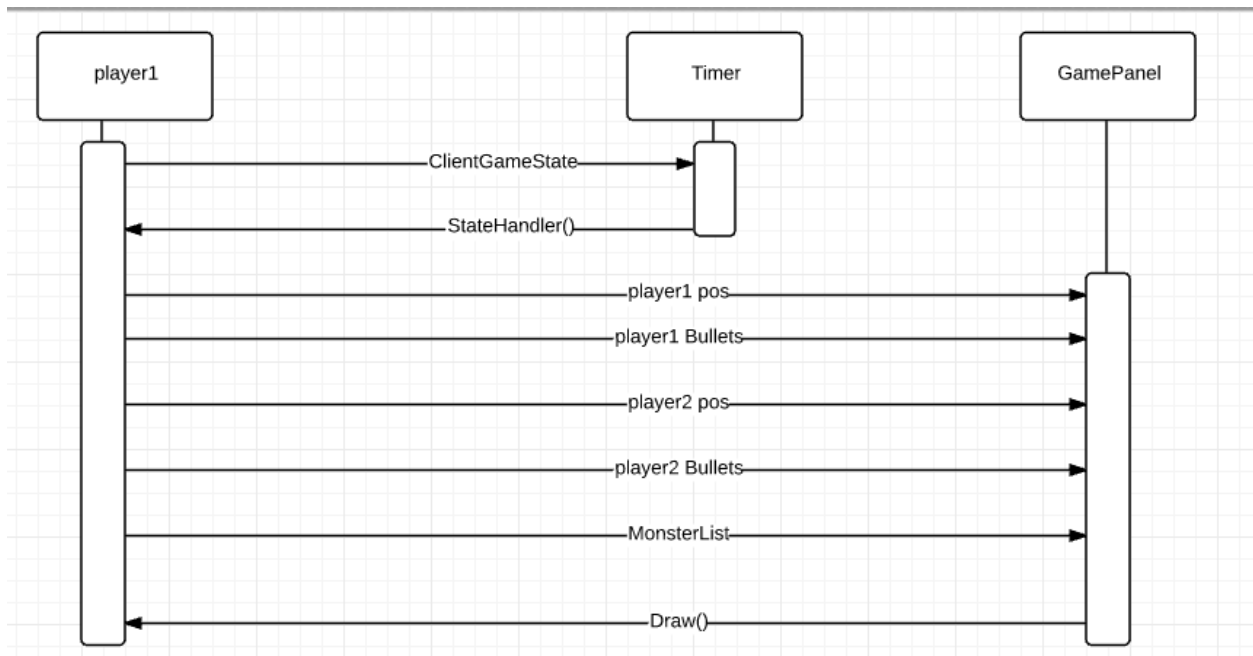 player1
Timer
GamePanel
ClientGameState
StateHandler()
player1 pos
player1 Bullets
player2 pos
player2 Bullets
MonsterList
Draw()